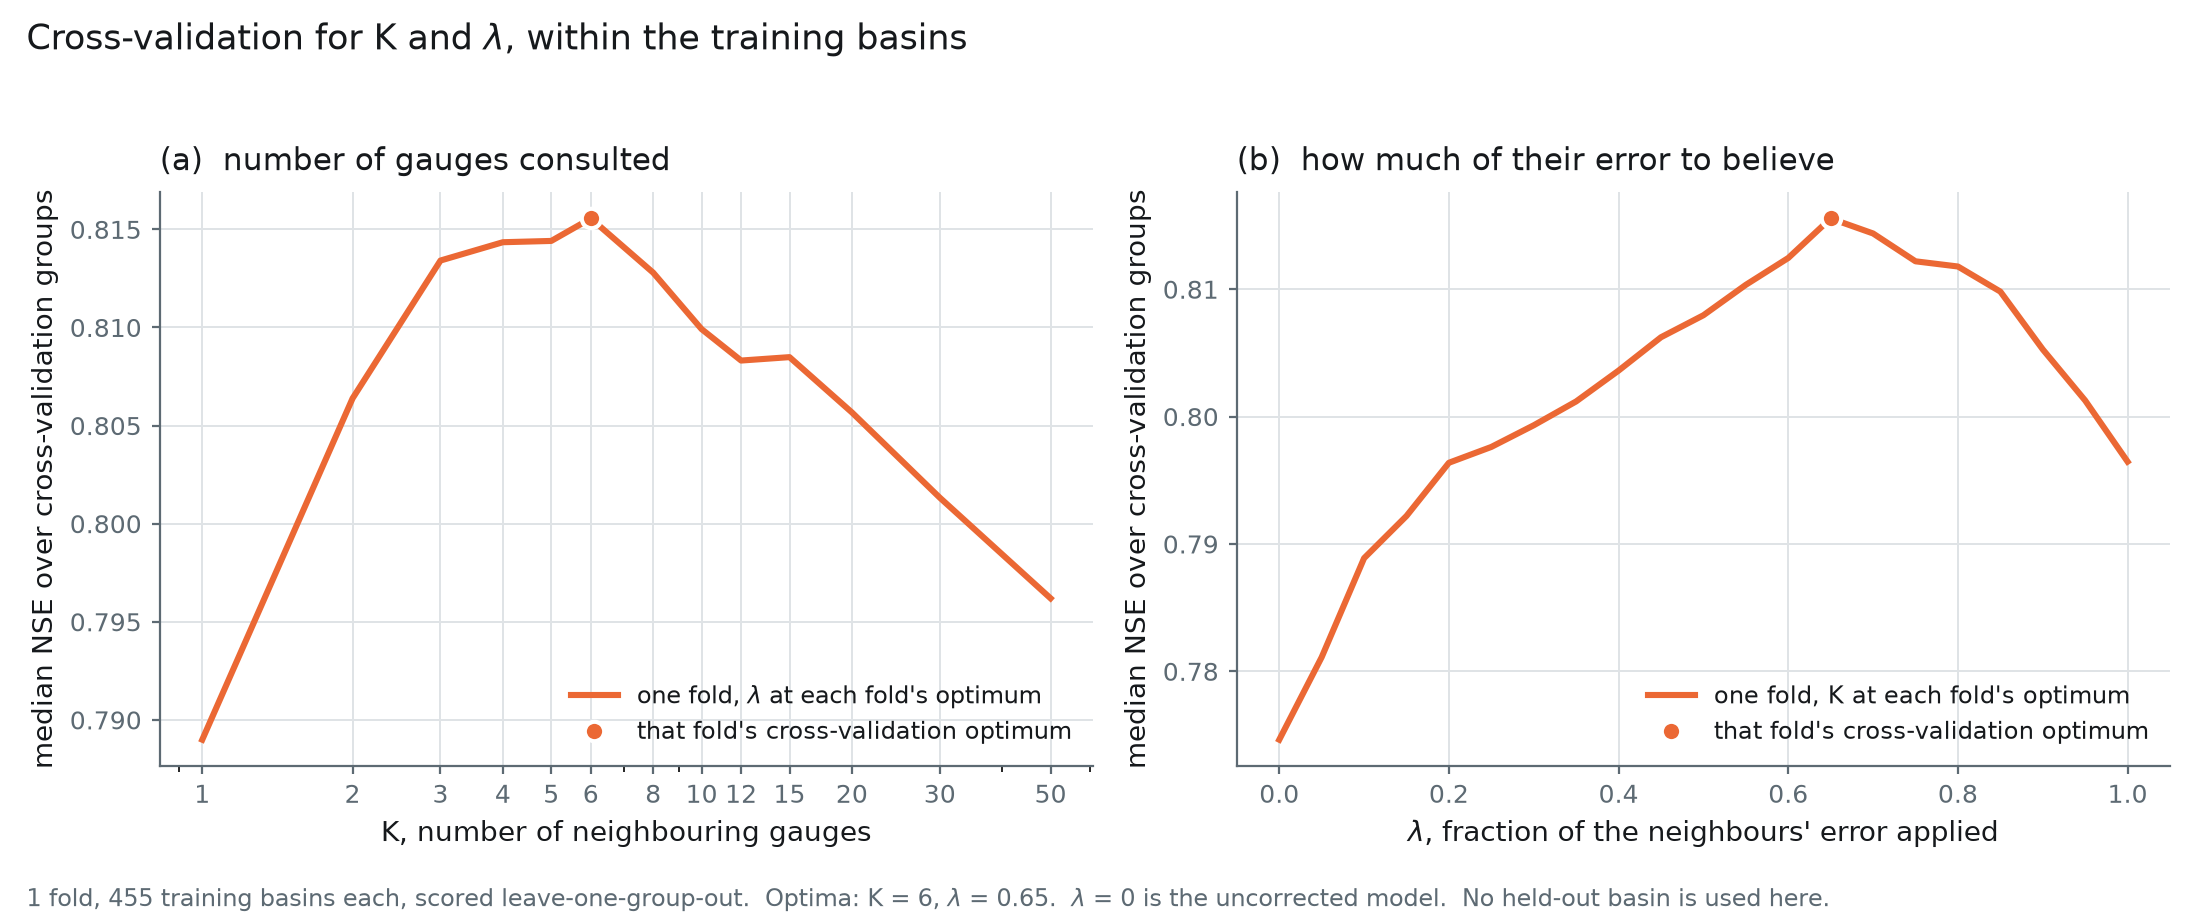 Cross-validation for K and λ, within the training basins
(a)  number of gauges consulted
median NSE over cross-validation groups
0.815
0.810
0.805
0.800
0.795
0.790
one fold, λ at each fold's optimum
that fold's cross-validation optimum
1 2 3 4 5 6 8 10 12 15 20 30 50
K, number of neighbouring gauges
(b)  how much of their error to believe
median NSE over cross-validation groups
0.81
0.80
0.79
0.78
one fold, K at each fold's optimum
that fold's cross-validation optimum
0.0 0.2 0.4 0.6 0.8 1.0
λ, fraction of the neighbours' error applied
1 fold, 455 training basins each, scored leave-one-group-out.  Optima: K = 6, λ = 0.65.  λ = 0 is the uncorrected model.  No held-out basin is used here.